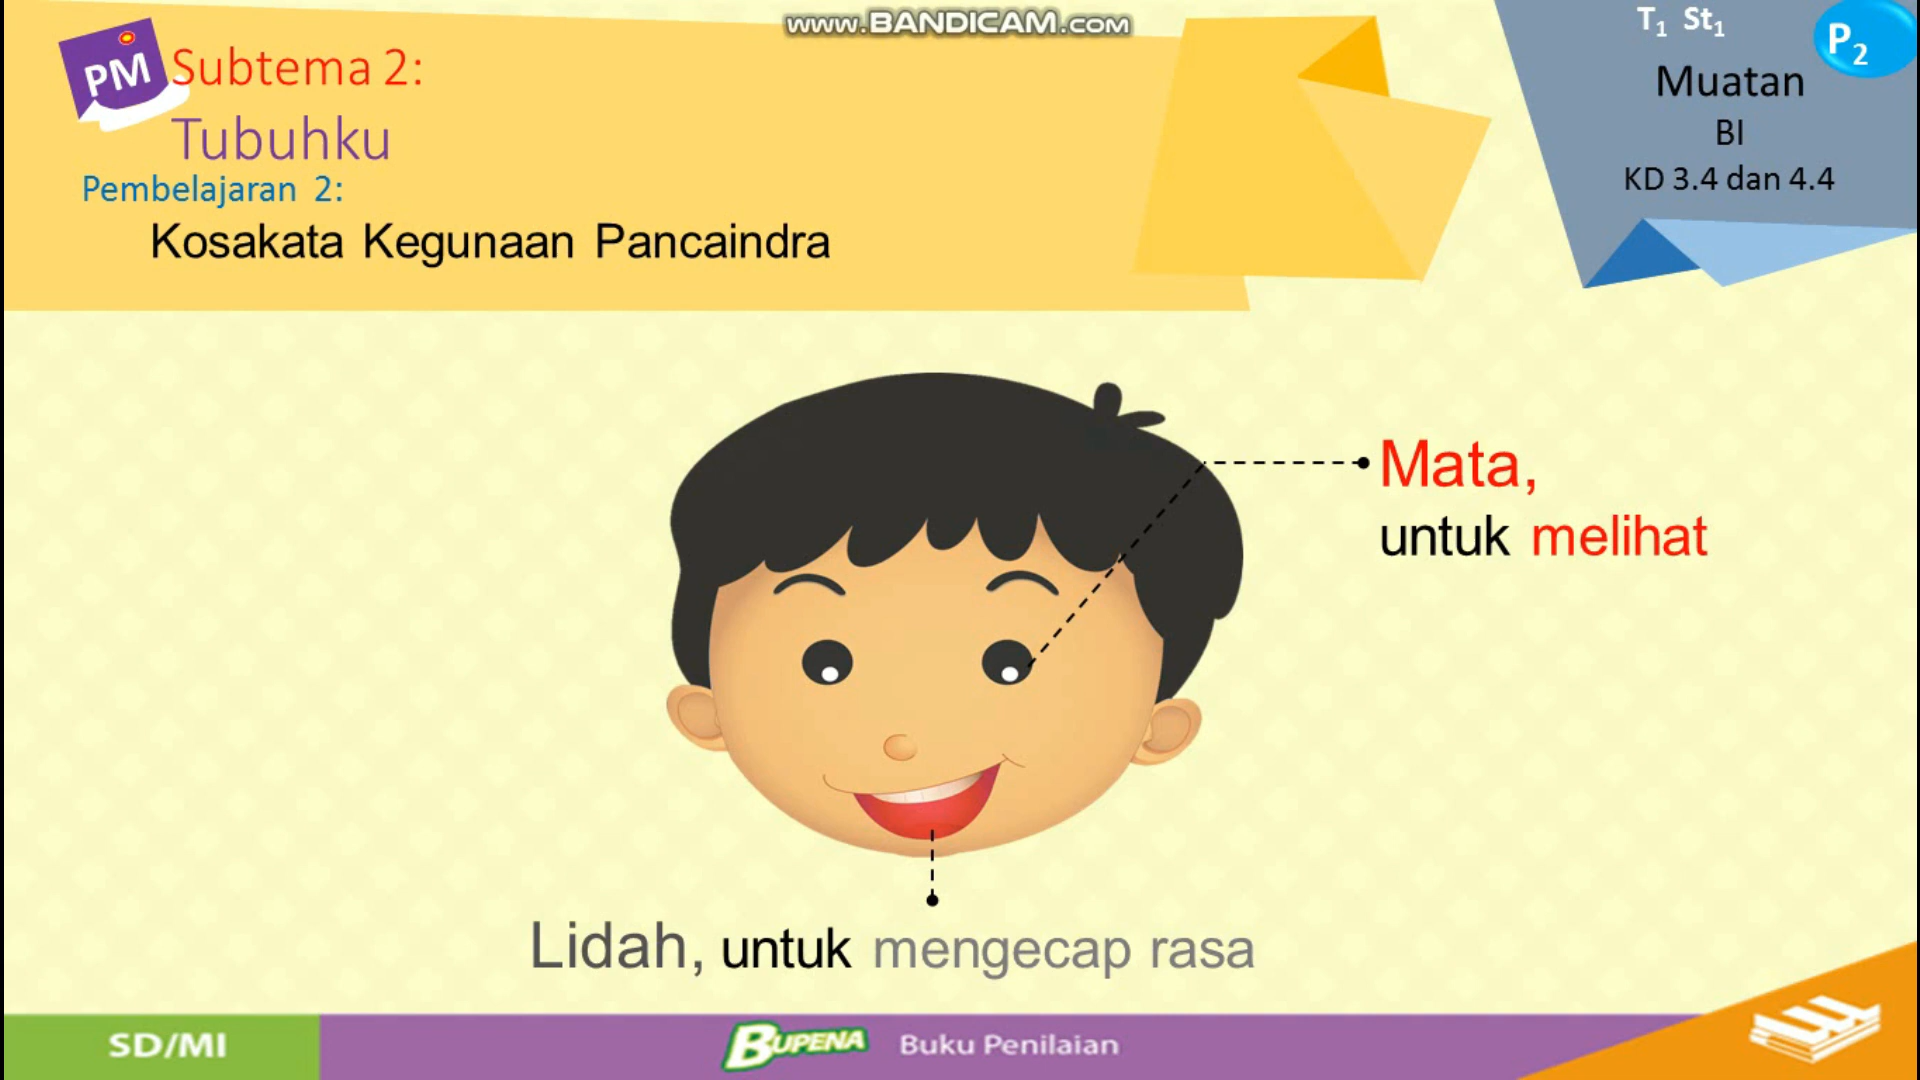 www.BANDICAM.COM
PM
Subtema 2:
Tubuhku
Pembelajaran 2:
Kosakata Kegunaan Pancaindra
T1 St1
P2
Muatan
BI
KD 3.4 dan 4.4
Mata,
untuk melihat
Lidah, untuk mengecap rasa
SD/MI
BUPENA Buku Penilaian